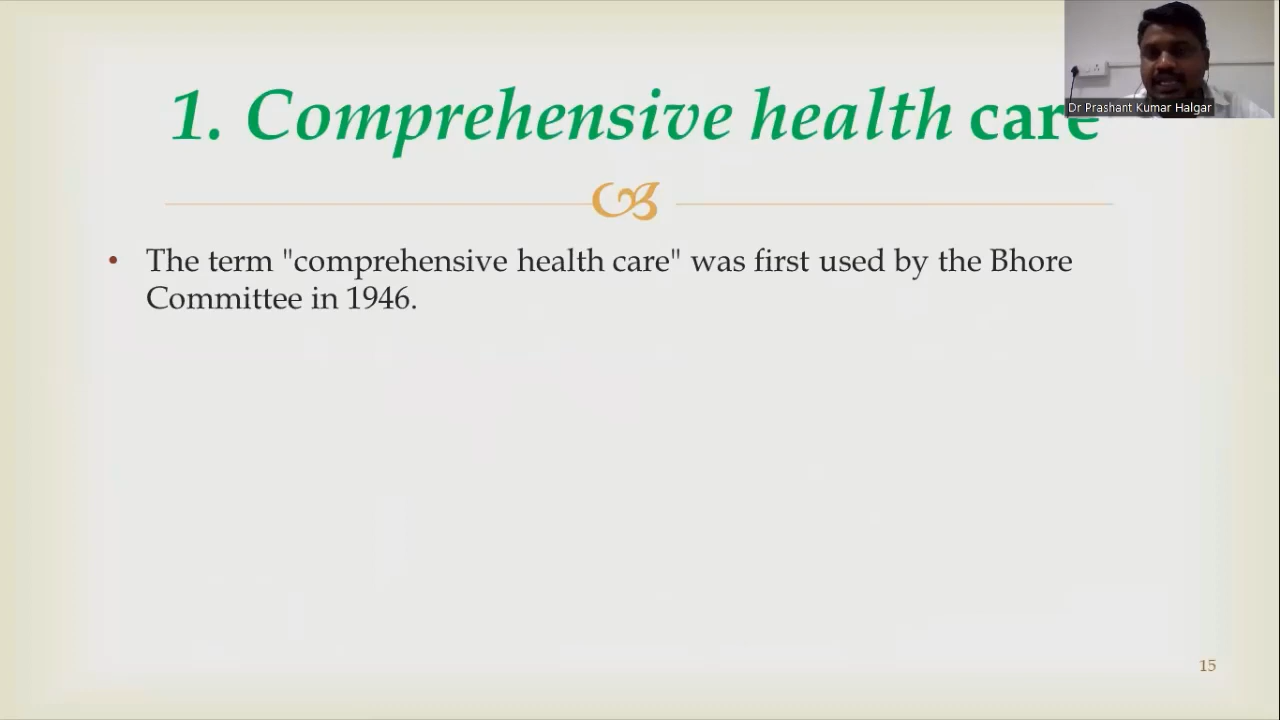 1. Comprehensive health care
Dr Prashant Kumar Halgar
• The term "comprehensive health care" was first used by the Bhore
Committee in 1946.
15